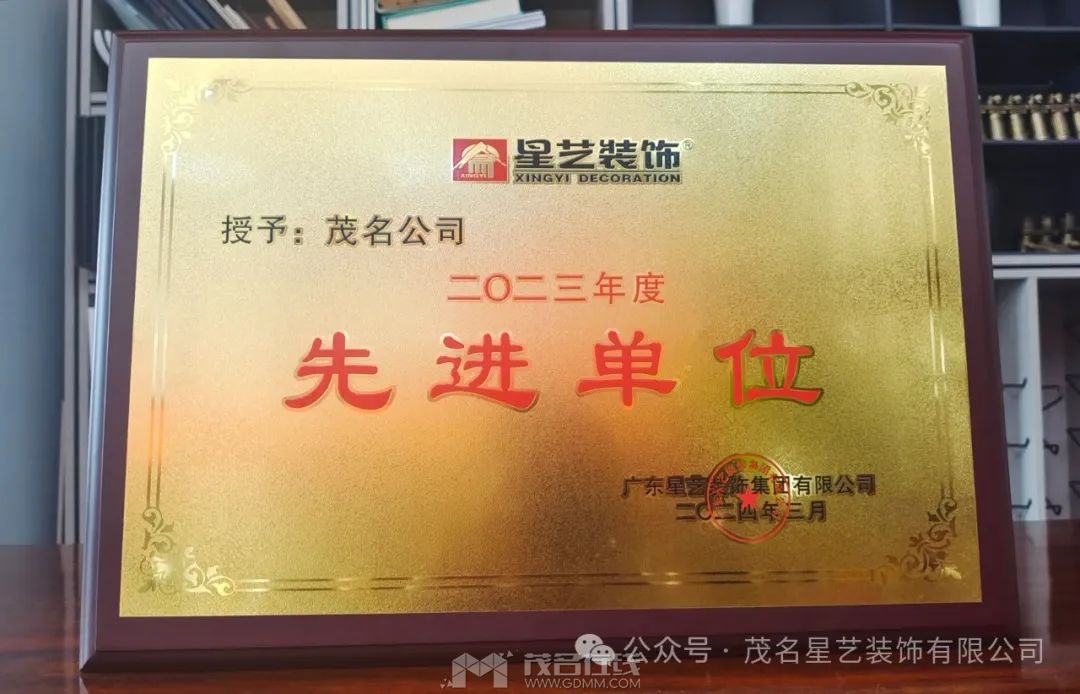 星艺裝饰®
XINGYI
XINGYI DECORATION
授予：茂名公司
二〇二三年度
先进单位
广东星艺装饰集团有限公司
二〇二四年三月
公众号·茂名星艺装饰有限公司
茂名在线
WWW.GDMM.COM